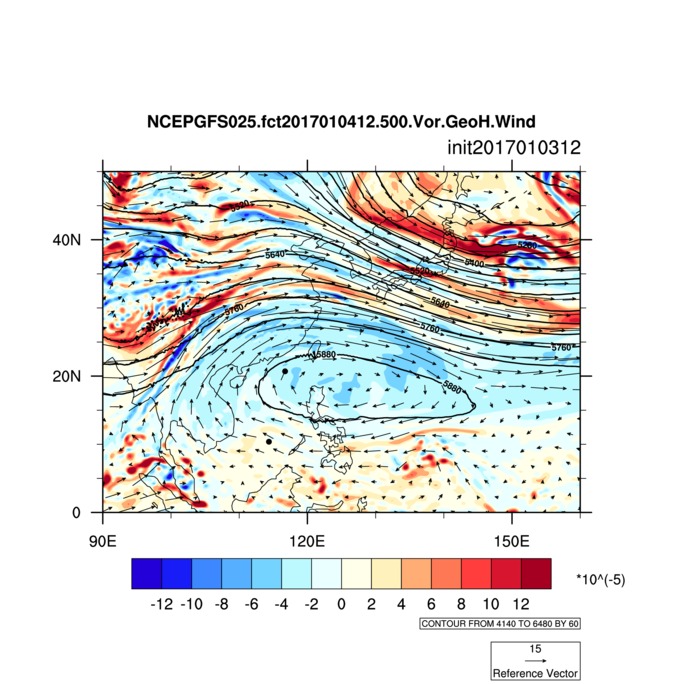 NCEPGFS025.fct2017010412.500.Vor.GeoH.Wind
init2017010312
40N
20N
0
5520
5640
5760
5880
5880
5760
5640
5520
5400
5280
5760
90E
120E
150E
-12 -10 -8 -6 -4 -2 0 2 4 6 8 10 12
*10^(-5)
CONTOUR FROM 4140 TO 6480 BY 60
15
Reference Vector